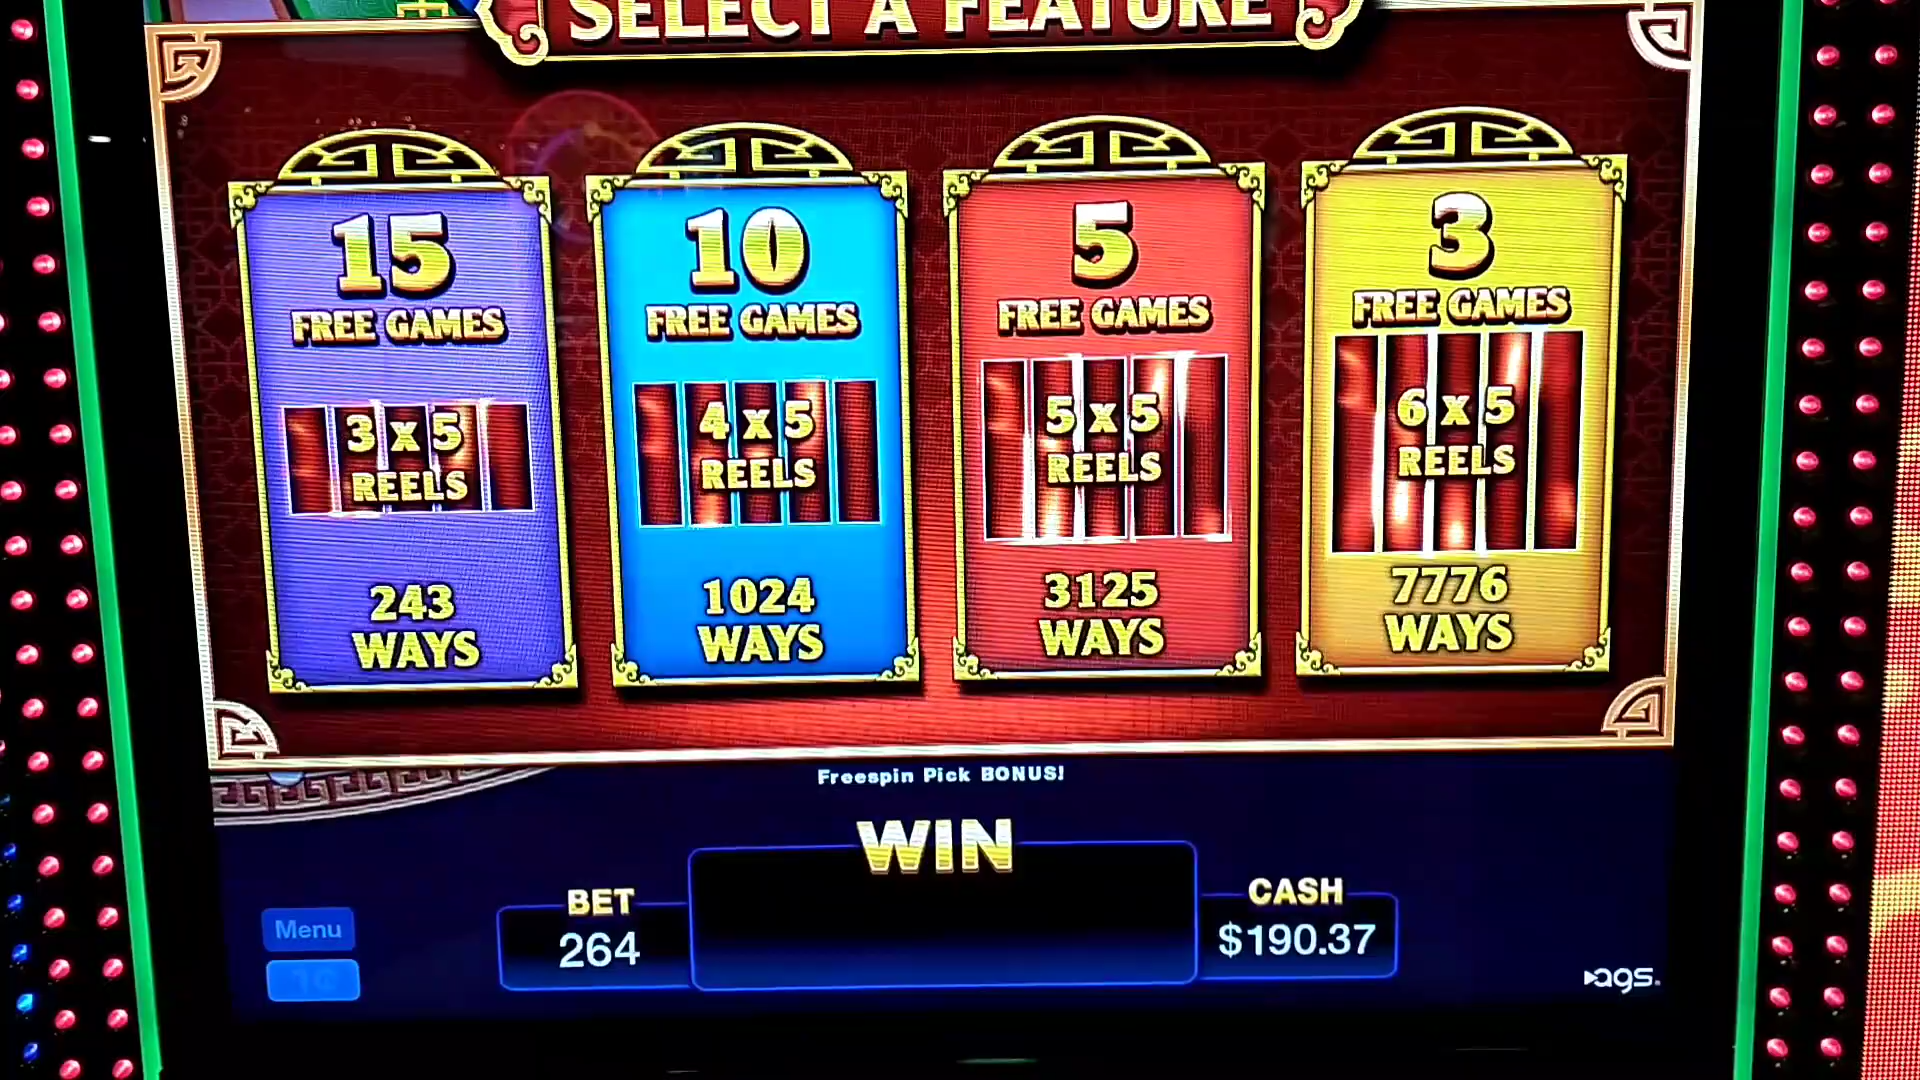 SELECT A FEATURE
15
FREE GAMES
3 x 5
REELS
243
WAYS
10
FREE GAMES
4 x 5
REELS
1024
WAYS
5
FREE GAMES
5 x 5
REELS
3125
WAYS
3
FREE GAMES
6 x 5
REELS
7776
WAYS
Freespin Pick BONUS!
WIN
BET
264
CASH
$190.37
Menu
1¢
ags.